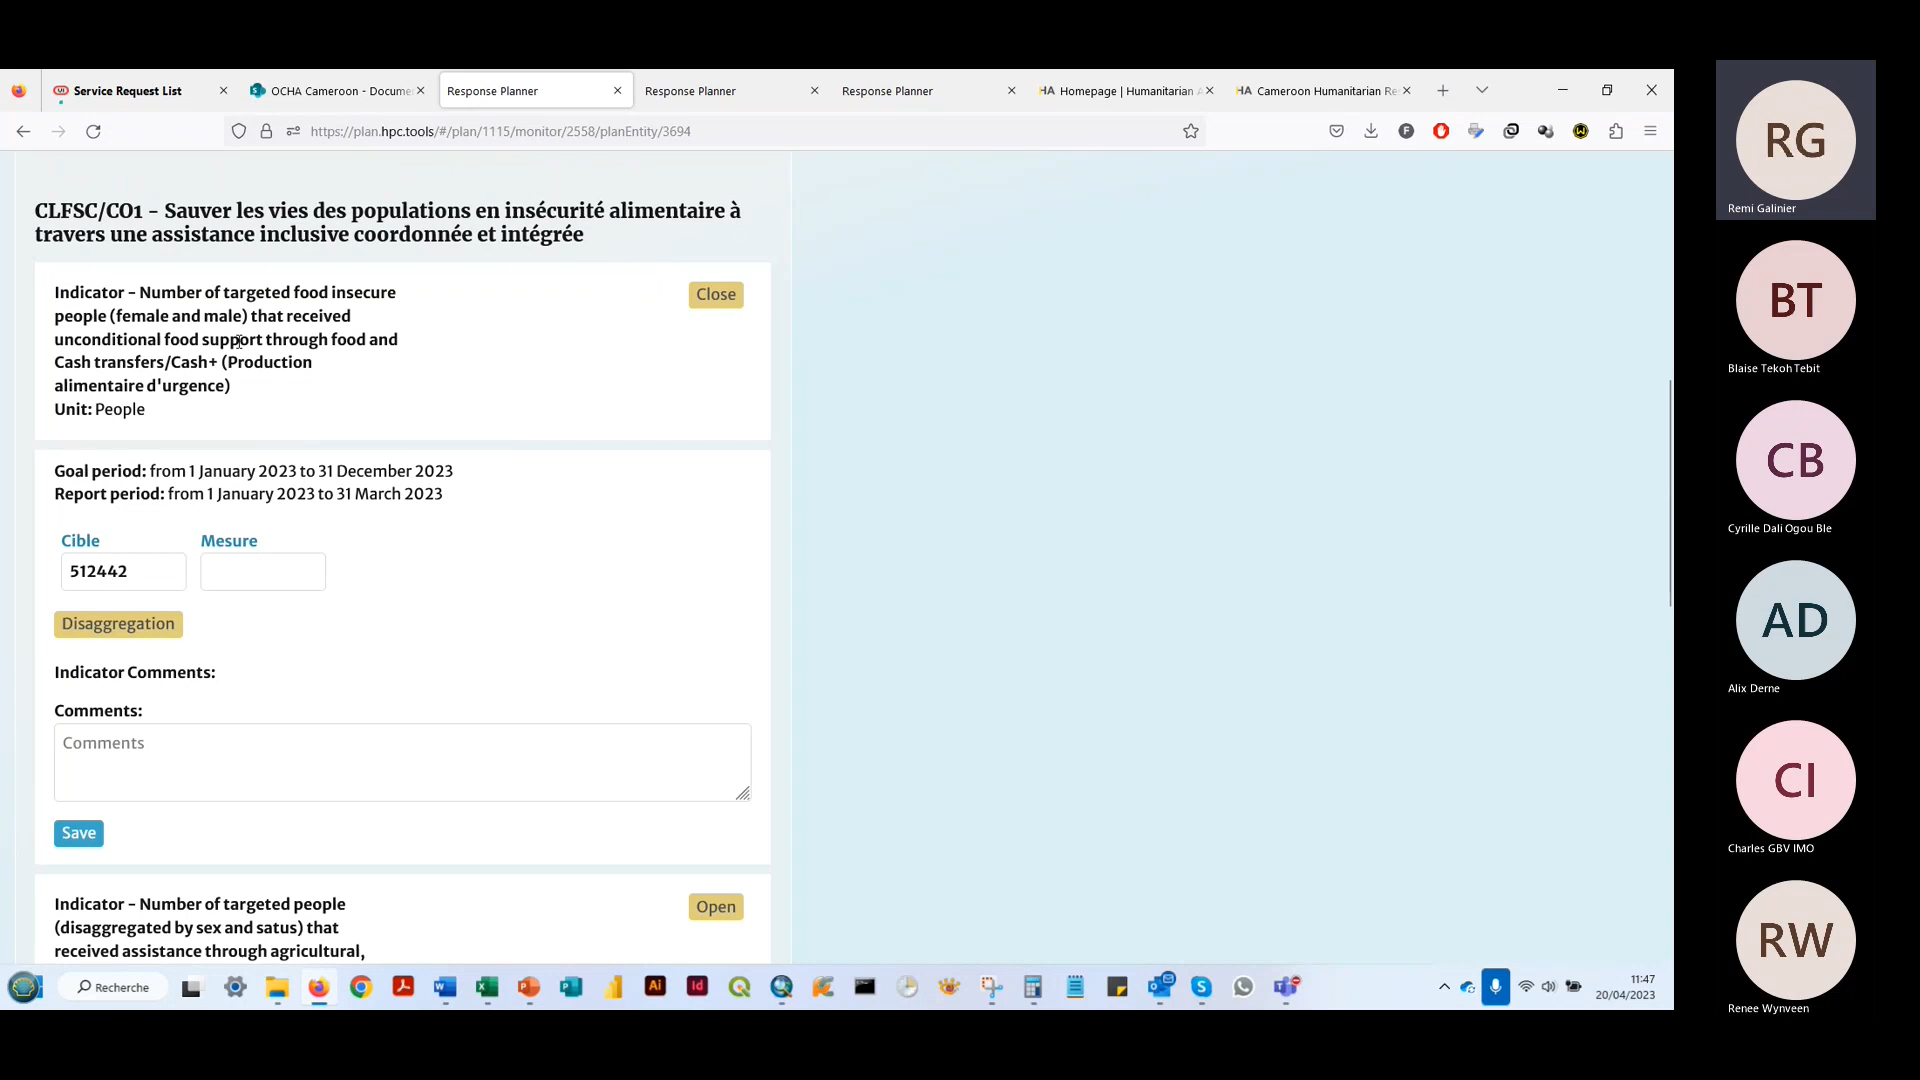 Service Request List
OCHA Cameroon - Docume
Response Planner
Response Planner
Response Planner
HA Homepage | Humanitarian A
HA Cameroon Humanitarian Re
https://plan.hpc.tools/#/plan/1115/monitor/2558/planEntity/3694
CLFSC/CO1 - Sauver les vies des populations en insécurité alimentaire à
travers une assistance inclusive coordonnée et intégrée
Indicator - Number of targeted food insecure
people (female and male) that received
unconditional food support through food and
Cash transfers/Cash+ (Production
alimentaire d'urgence)
Unit: People
Close
Goal period: from 1 January 2023 to 31 December 2023
Report period: from 1 January 2023 to 31 March 2023
Cible Mesure
512442
Disaggregation
Indicator Comments:
Comments:
Comments
Save
Indicator - Number of targeted people
(disaggregated by sex and satus) that
received assistance through agricultural,
Open
Recherche
11:47
20/04/2023
RG
Remi Galinier
BT
Blaise Tekoh Tebit
CB
Cyrille Dali Ogou Ble
AD
Alix Derne
CI
Charles GBV IMO
RW
Renee Wynveen